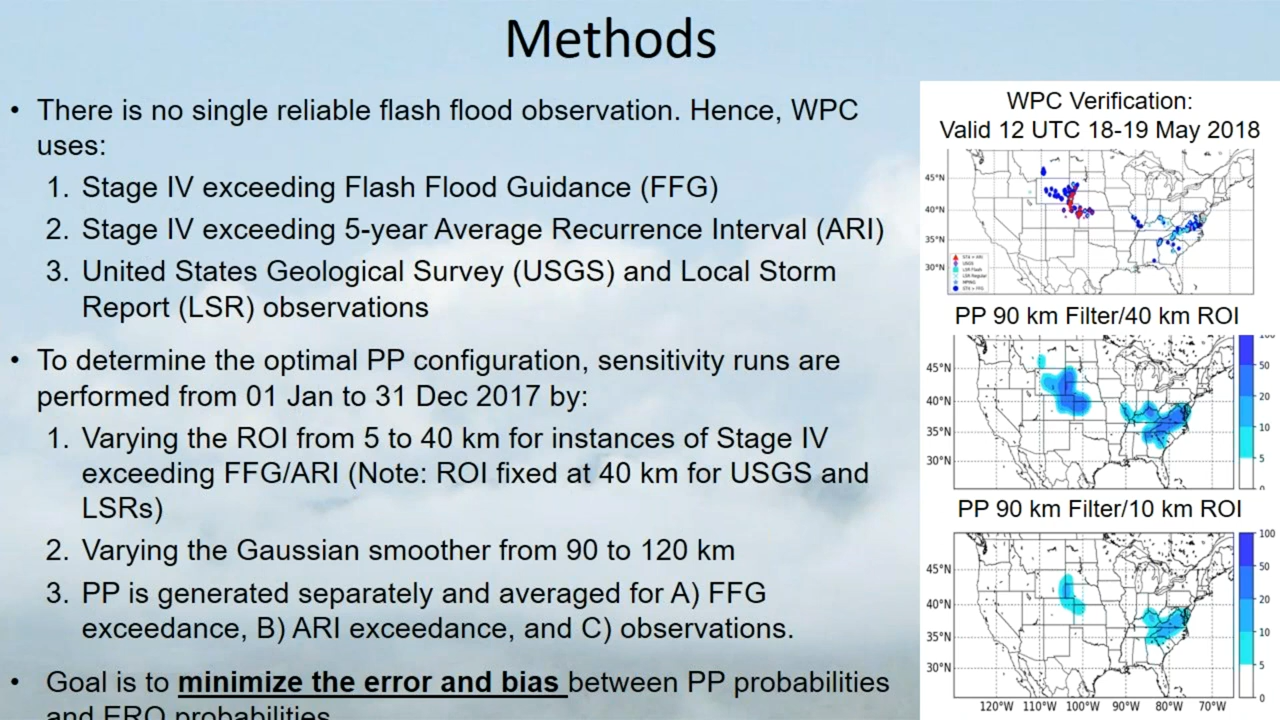 Methods
• There is no single reliable flash flood observation. Hence, WPC
uses:
1. Stage IV exceeding Flash Flood Guidance (FFG)
2. Stage IV exceeding 5-year Average Recurrence Interval (ARI)
3. United States Geological Survey (USGS) and Local Storm
Report (LSR) observations
• To determine the optimal PP configuration, sensitivity runs are
performed from 01 Jan to 31 Dec 2017 by:
1. Varying the ROI from 5 to 40 km for instances of Stage IV
exceeding FFG/ARI (Note: ROI fixed at 40 km for USGS and
LSRs)
2. Varying the Gaussian smoother from 90 to 120 km
3. PP is generated separately and averaged for A) FFG
exceedance, B) ARI exceedance, and C) observations.
• Goal is to minimize the error and bias between PP probabilities
and ERO probabilities
WPC Verification:
Valid 12 UTC 18-19 May 2018
45°N
40°N
35°N
30°N
PP 90 km Filter/40 km ROI
100
45°N
50
40°N
20
10
35°N
5
30°N
0
PP 90 km Filter/10 km ROI
100
45°N
50
20
40°N
10
35°N
5
30°N
0
120°W 110°W 100°W 90°W 80°W 70°W